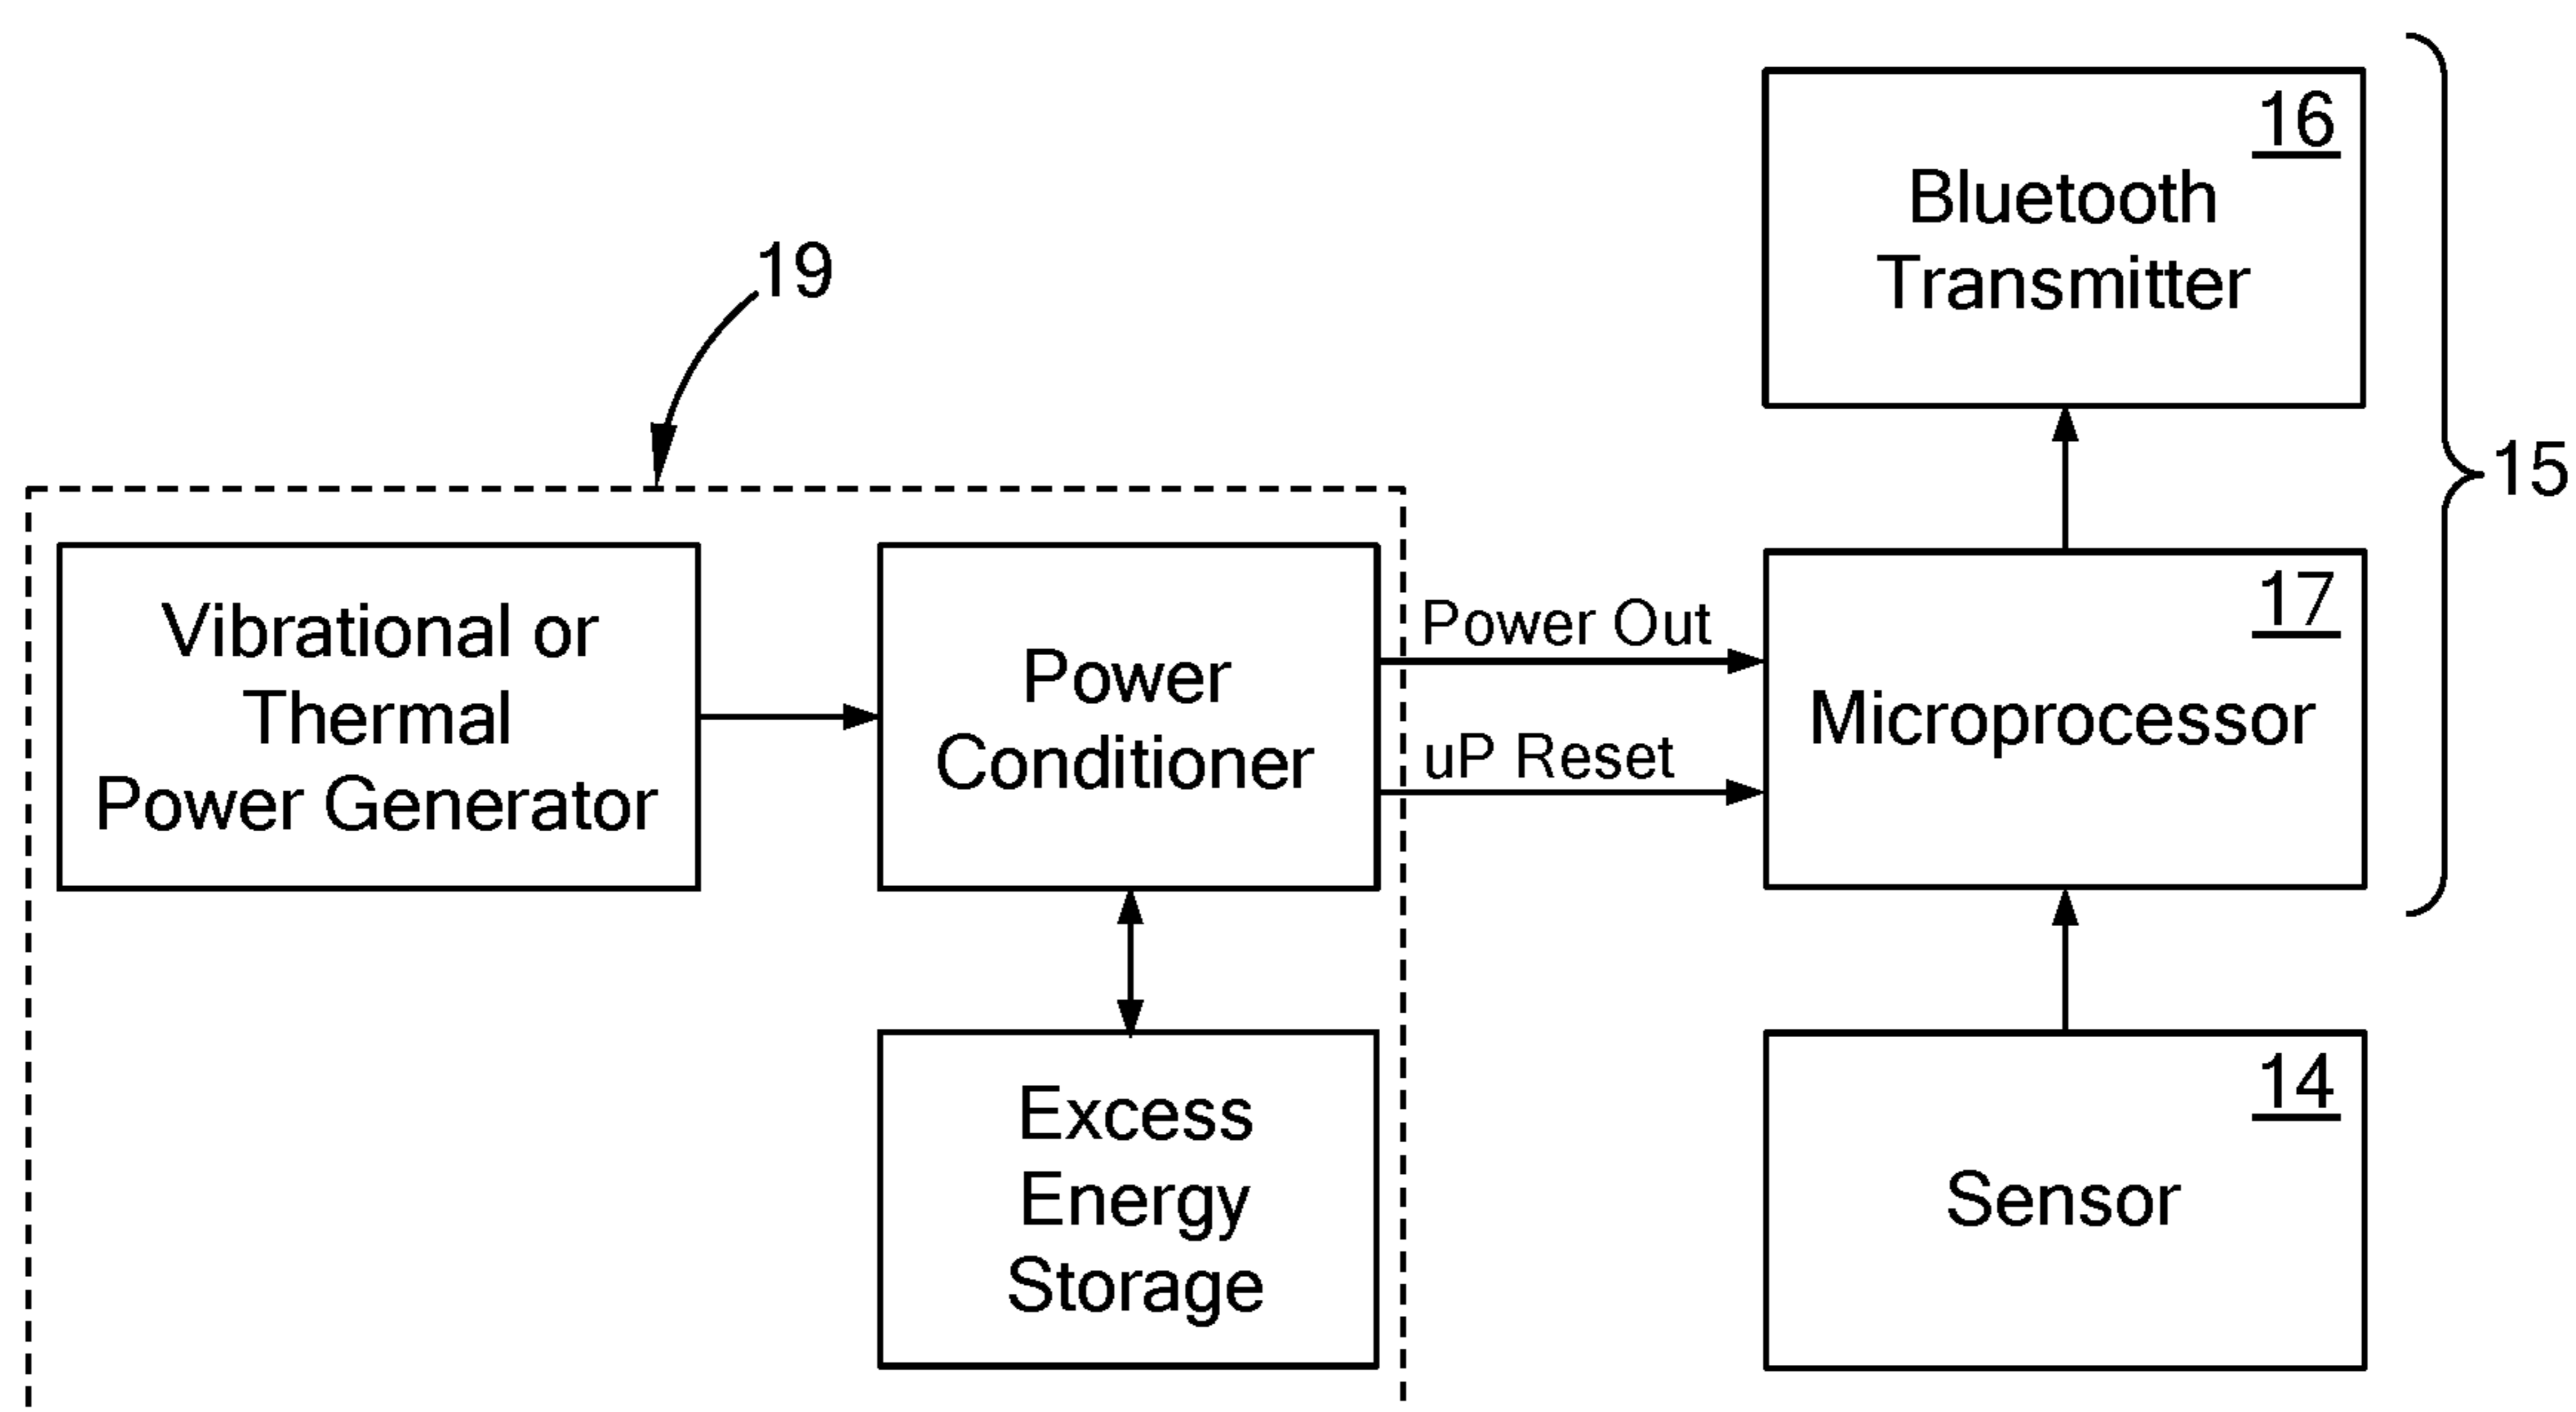 16
Bluetooth
Transmitter
19
15
Vibrational or
Thermal
Power Generator
Power
Conditioner
Power Out
uP Reset
17
Microprocessor
Excess
Energy
Storage
14
Sensor